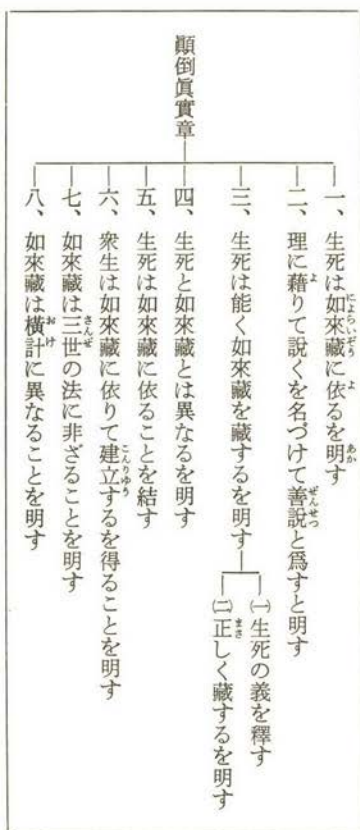 顚倒眞實章
一、生死は如來藏に依るを明す
二、理に藉りて說くを名づけて善說と爲すと明す
三、生死は能く如來藏を藏するを明す
㈠生死の義を釋す
㈡正しく藏するを明す
四、生死と如來藏とは異なるを明す
五、生死は如來藏に依ることを結す
六、衆生は如來藏に依りて建立するを得ることを明す
七、如來藏は三世の法に非ざることを明す
八、如來藏は橫計に異なることを明す